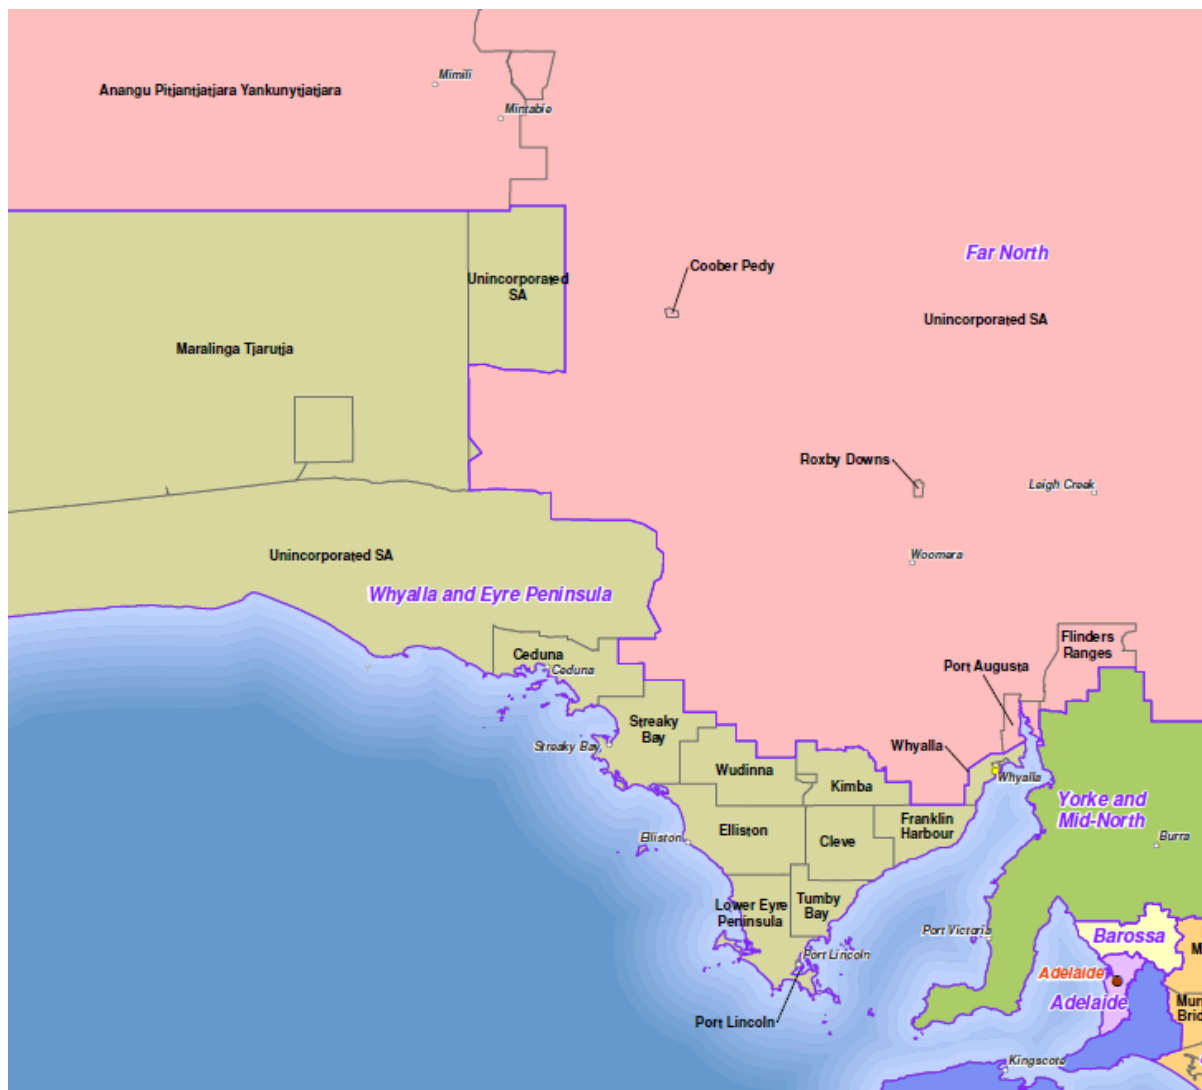 Mimili
Anangu Pitjantjatjara Yankunytjatjara
Mintabie
Far North
Coober Pedy
Unincorporated
SA
Unincorporated SA
Maralinga Tjarutja
Roxby Downs
Leigh Creek
Unincorporated SA
Woomera
Whyalla and Eyre Peninsula
Flinders
Ranges
Ceduna
Ceduna
Port Augusta
Streaky
Bay
Streaky Bay
Whyalla
Wudinna
Kimba
Whyalla
Yorke and
Mid-North
Elliston
Elliston
Cleve
Franklin
Harbour
Burra
Lower Eyre
Peninsula
Tumby
Bay
Port Victoria
Barossa
M
Port Lincoln
Adelaide
Adelaide
Mur
Brid
Port Lincoln
Kingscote